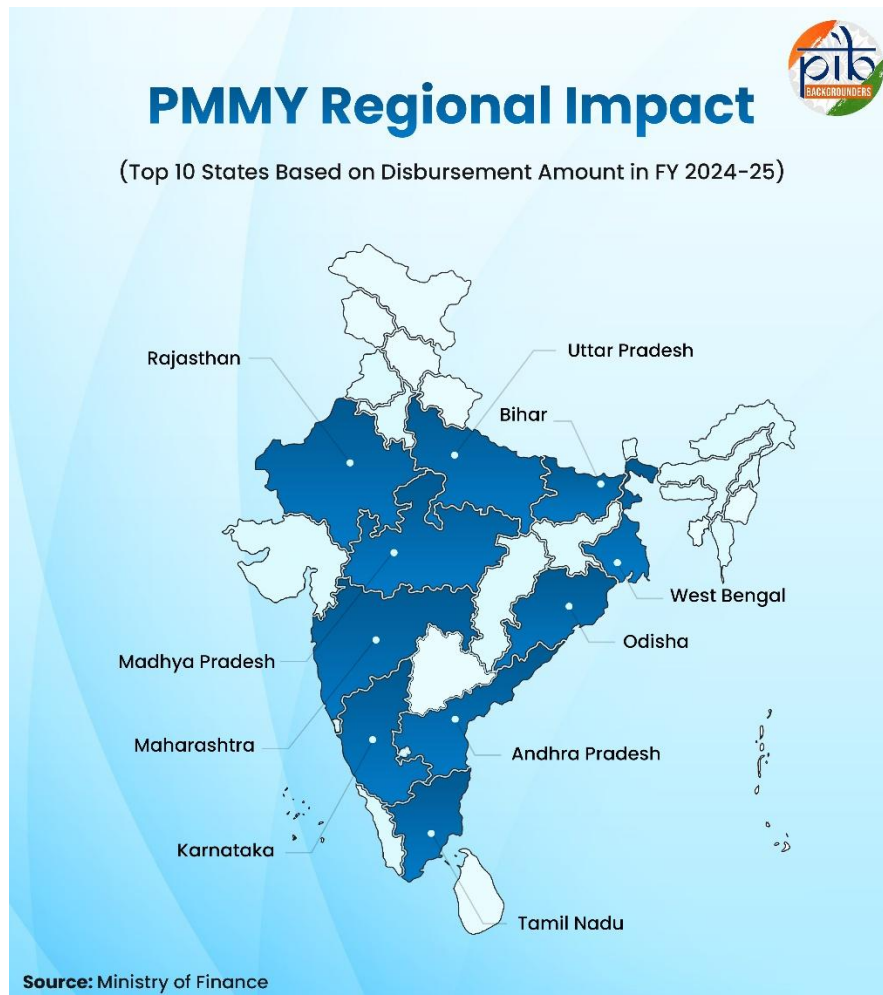 pib
BACKGROUNDERS
PMMY Regional Impact
(Top 10 States Based on Disbursement Amount in FY 2024-25)
Rajasthan
Uttar Pradesh
Bihar
West Bengal
Odisha
Madhya Pradesh
Maharashtra
Andhra Pradesh
Karnataka
Tamil Nadu
Source: Ministry of Finance